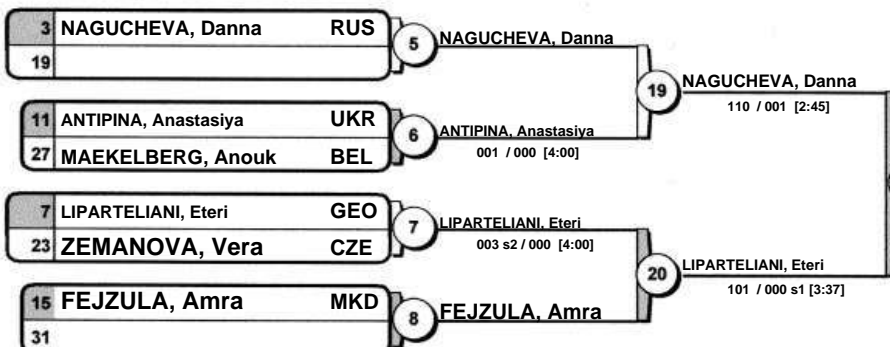 3 NAGUCHEVA, Danna RUS
19
5
NAGUCHEVA, Danna
11 ANTIPINA, Anastasiya UKR
27 MAEKELBERG, Anouk BEL
6
ANTIPINA, Anastasiya
001 / 000 [4:00]
19
NAGUCHEVA, Danna
110 / 001 [2:45]
7 LIPARTELIANI, Eteri GEO
23 ZEMANOVA, Vera CZE
7
LIPARTELIANI, Eteri
003 s2 / 000 [4:00]
15 FEJZULA, Amra MKD
31
8
FEJZULA, Amra
20
LIPARTELIANI, Eteri
101 / 000 s1 [3:37]